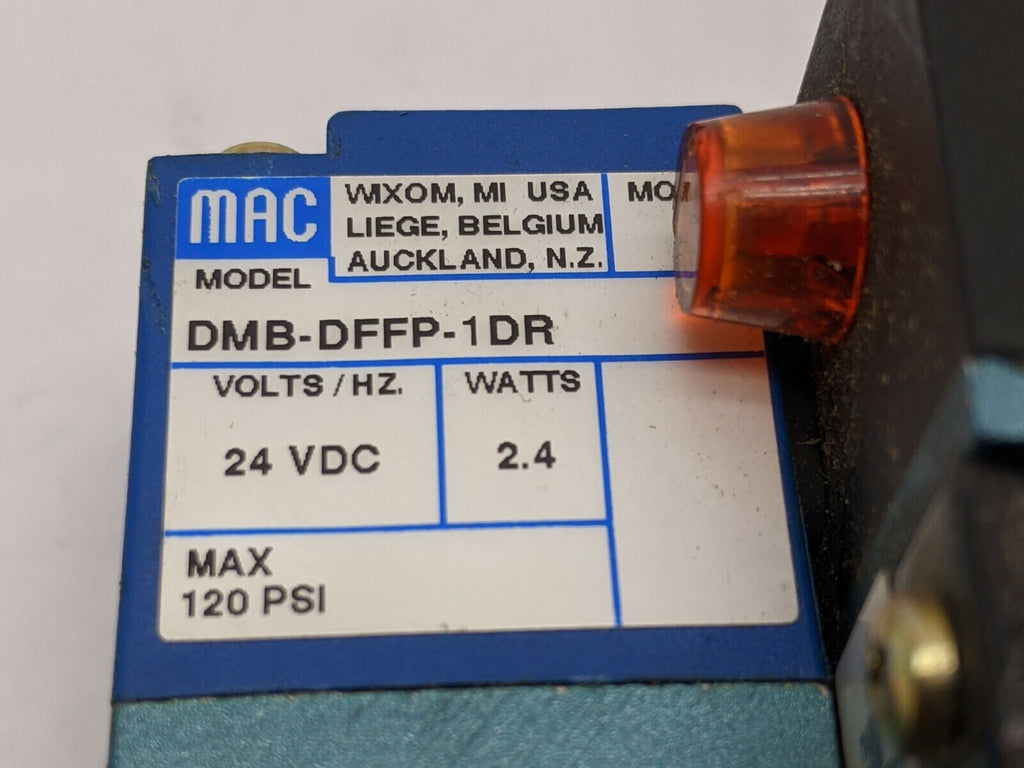 MAC
WIXOM, MI USA
LIEGE, BELGIUM
AUCKLAND, N.Z.
MODEL
DMB-DFFP-1DR
VOLTS/HZ.
WATTS
24 VDC
2.4
MAX
120 PSI